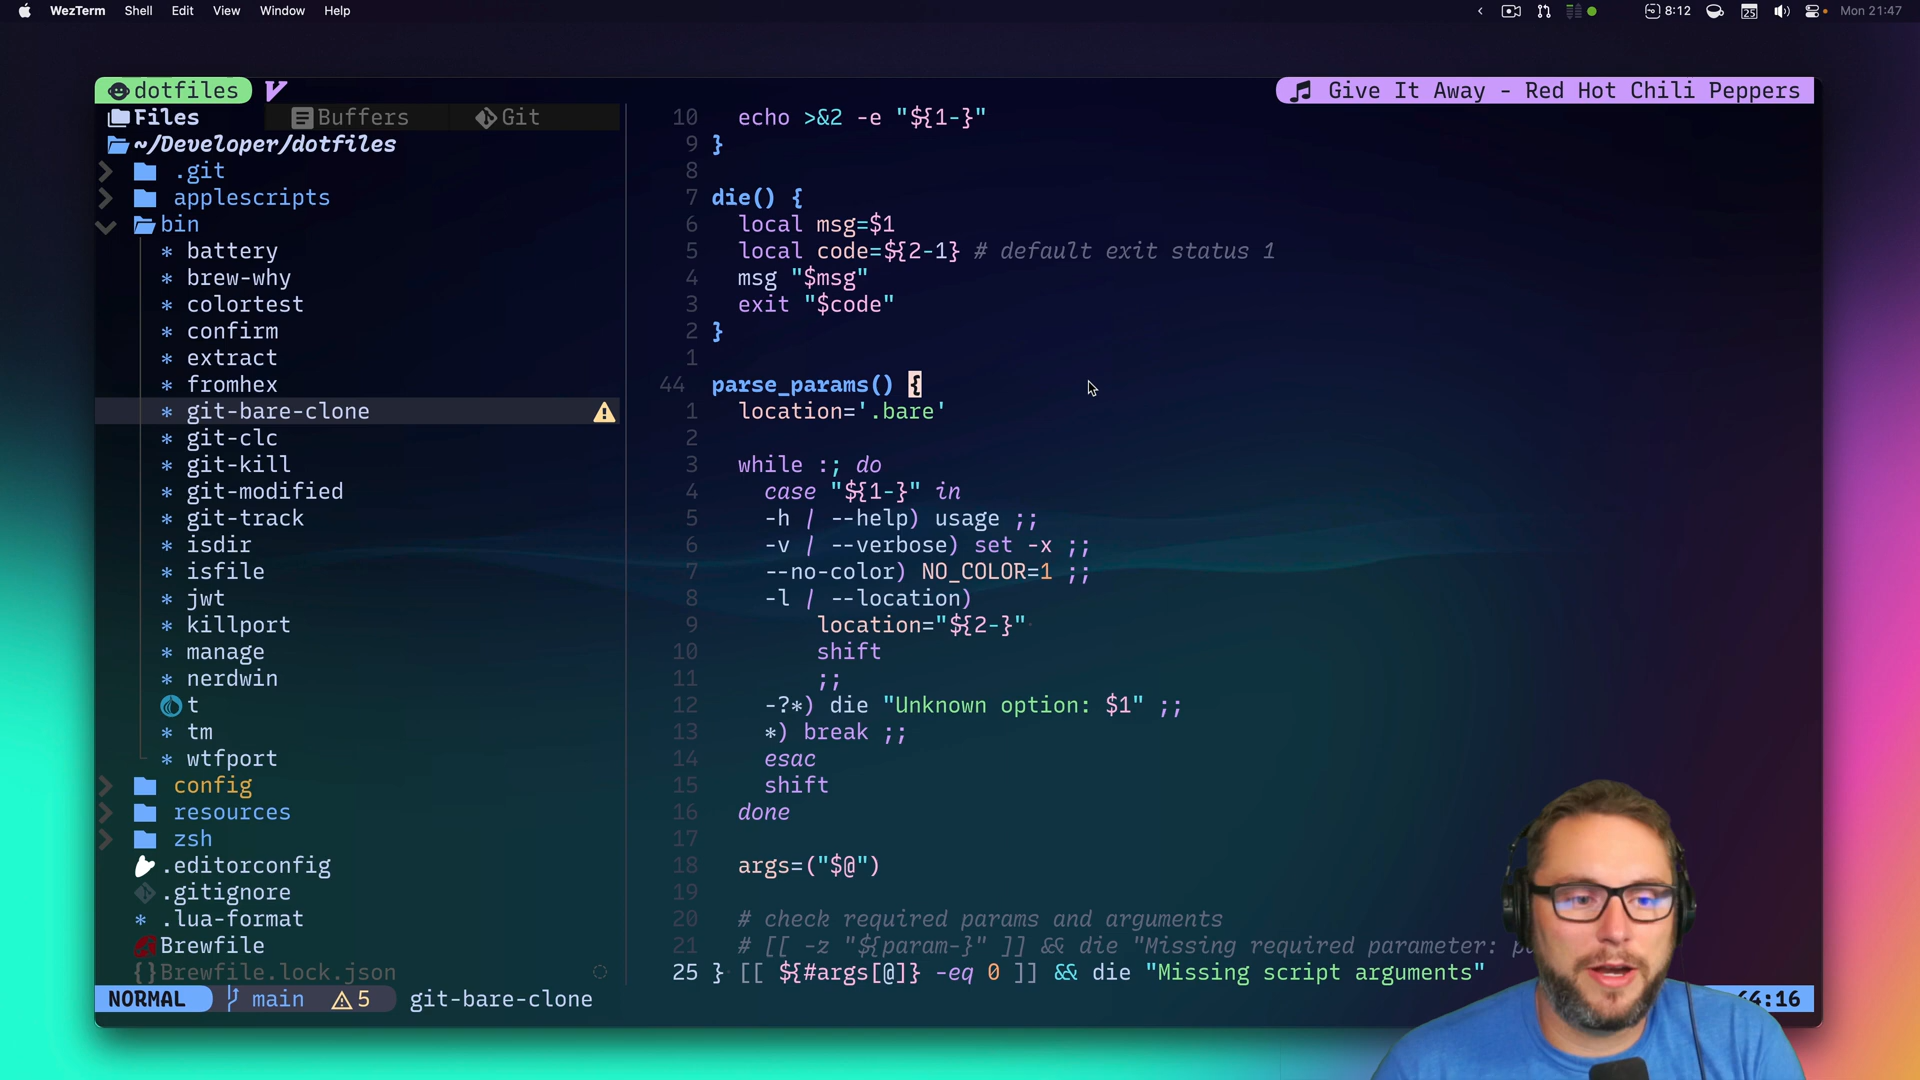 WezTerm Shell Edit View Window Help
8:12 25 Mon 21:47
dotfiles
Give It Away - Red Hot Chili Peppers
Files Buffers Git
~/Developer/dotfiles
.git
applescripts
bin
battery
brew-why
colortest
confirm
extract
fromhex
git-bare-clone
git-clc
git-kill
git-modified
git-track
isdir
isfile
jwt
killport
manage
nerdwin
t
tm
wtfport
config
resources
zsh
.editorconfig
.gitignore
.lua-format
Brewfile
{} Brewfile.lock.json
10 echo >&2 -e "${1-}"
9 }
8
7 die() {
6 local msg=$1
5 local code=${2-1} # default exit status 1
4 msg "$msg"
3 exit "$code"
2 }
1
44 parse_params() {
1 location='.bare'
2
3 while :; do
4 case "${1-}" in
5 -h | --help) usage ;;
6 -v | --verbose) set -x ;;
7 --no-color) NO_COLOR=1 ;;
8 -l | --location)
9 location="${2-}"
10 shift
11 ;;
12 -?*) die "Unknown option: $1" ;;
13 *) break ;;
14 esac
15 shift
16 done
17
18 args=("$@")
19
20 # check required params and arguments
21 # [[ -z "${param-}" ]] && die "Missing required parameter:
25 } [[ ${#args[@]} -eq 0 ]] && die "Missing script arguments"
NORMAL main 5 git-bare-clone :16